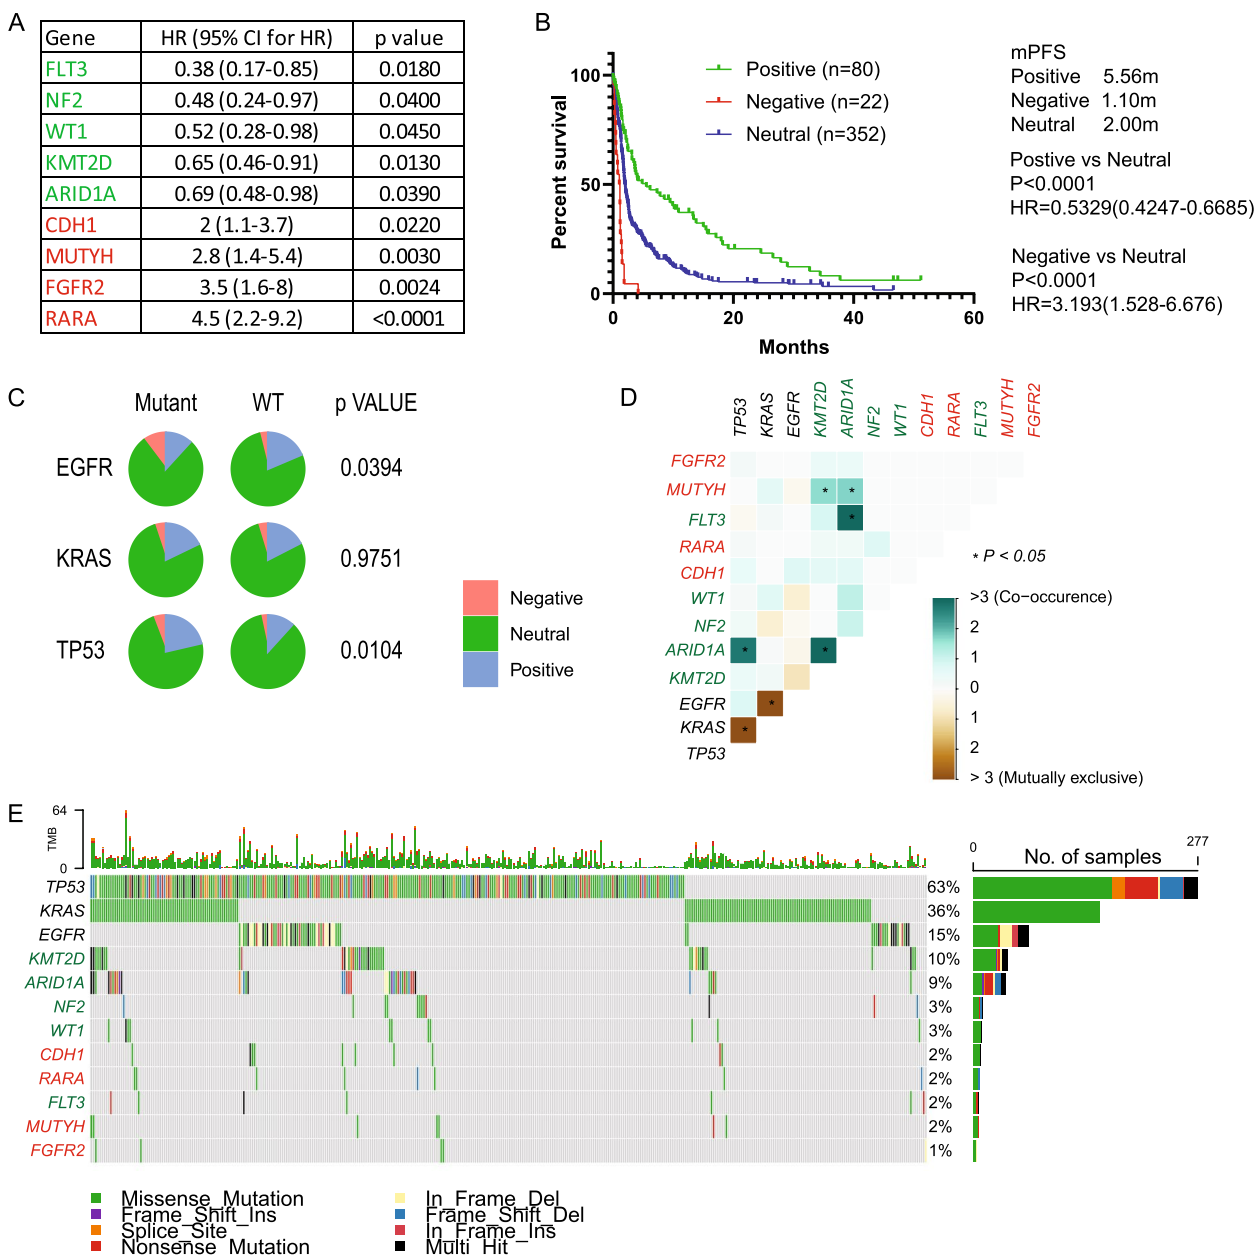 A
Gene HR (95% CI for HR) p value
FLT3 0.38 (0.17-0.85) 0.0180
NF2 0.48 (0.24-0.97) 0.0400
WT1 0.52 (0.28-0.98) 0.0450
KMT2D 0.65 (0.46-0.91) 0.0130
ARID1A 0.69 (0.48-0.98) 0.0390
CDH1 2 (1.1-3.7) 0.0220
MUTYH 2.8 (1.4-5.4) 0.0030
FGFR2 3.5 (1.6-8) 0.0024
RARA 4.5 (2.2-9.2) <0.0001
B
Percent survival
100
50
0
0 20 40 60
Months
Positive (n=80)
Negative (n=22)
Neutral (n=352)
mPFS
Positive 5.56m
Negative 1.10m
Neutral 2.00m
Postive vs Neutral
P<0.0001
HR=0.5329(0.4247-0.6685)
Negative vs Neutral
P<0.0001
HR=3.193(1.528-6.676)
C
Mutant WT p VALUE
EGFR 0.0394
KRAS 0.9751
TP53 0.0104
Negative
Neutral
Positive
D
TP53 KRAS EGFR KMT2D ARID1A NF2 WT1 CDH1 RARA FLT3 MUTYH FGFR2
FGFR2
MUTYH * *
FLT3 *
RARA
CDH1
WT1
NF2
ARID1A * *
KMT2D
EGFR *
KRAS *
TP53
* P < 0.05
>3 (Co−occurence)
2
1
0
1
2
> 3 (Mutually exclusive)
E
TMB
64
0
0 277
No. of samples
TP53 63%
KRAS 36%
EGFR 15%
KMT2D 10%
ARID1A 9%
NF2 3%
WT1 3%
CDH1 2%
RARA 2%
FLT3 2%
MUTYH 2%
FGFR2 1%
Missense_Mutation In_Frame_Del
Frame_Shift_Ins Frame_Shift_Del
Splice_Site In_Frame_Ins
Nonsense_Mutation Multi_Hit